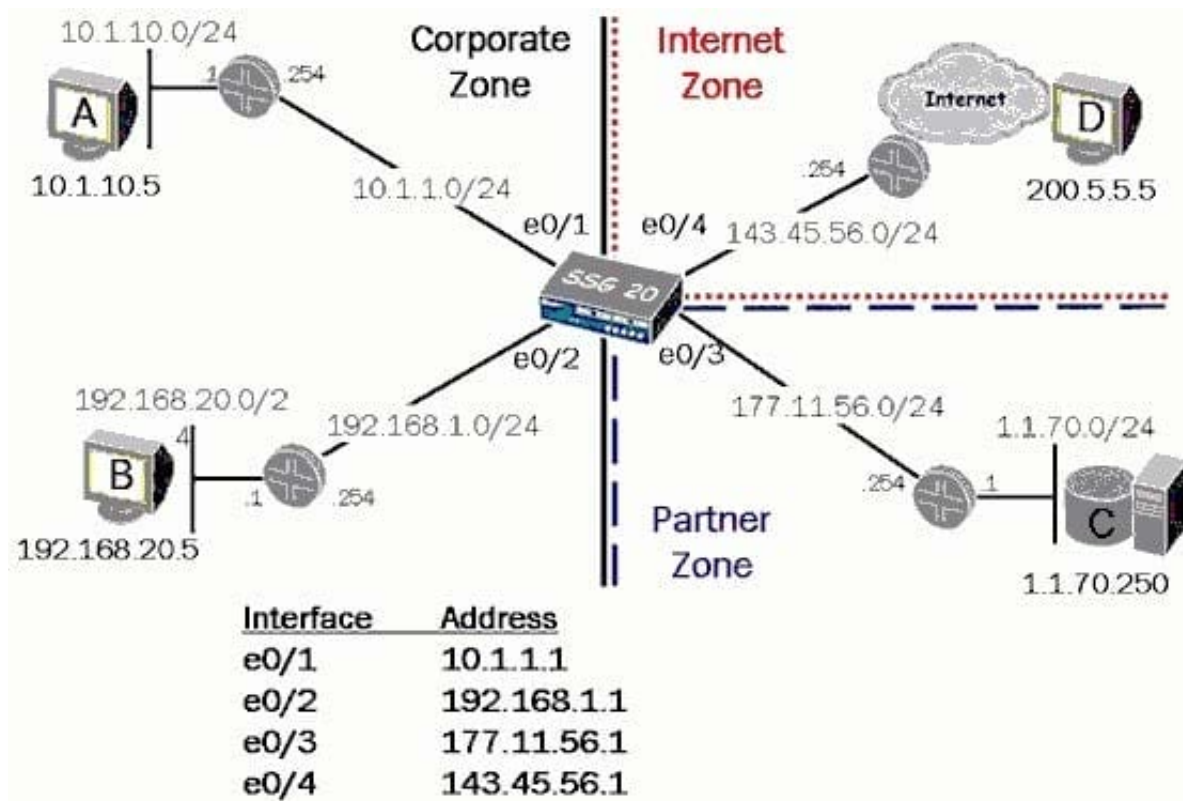 10.1.10.0/24
.1
.254
A
10.1.10.5
Corporate
Zone
Internet
Zone
Internet
D
.254
200.5.5.5
10.1.1.0/24
e0/1
e0/4
143.45.56.0/24
SSG 20
e0/2
e0/3
192.168.20.0/2
4
192.168.1.0/24
B
.1
.254
192.168.20.5
177.11.56.0/24
1.1.70.0/24
.254
.1
C
1.1.70.250
Partner
Zone
Interface Address
e0/1 10.1.1.1
e0/2 192.168.1.1
e0/3 177.11.56.1
e0/4 143.45.56.1